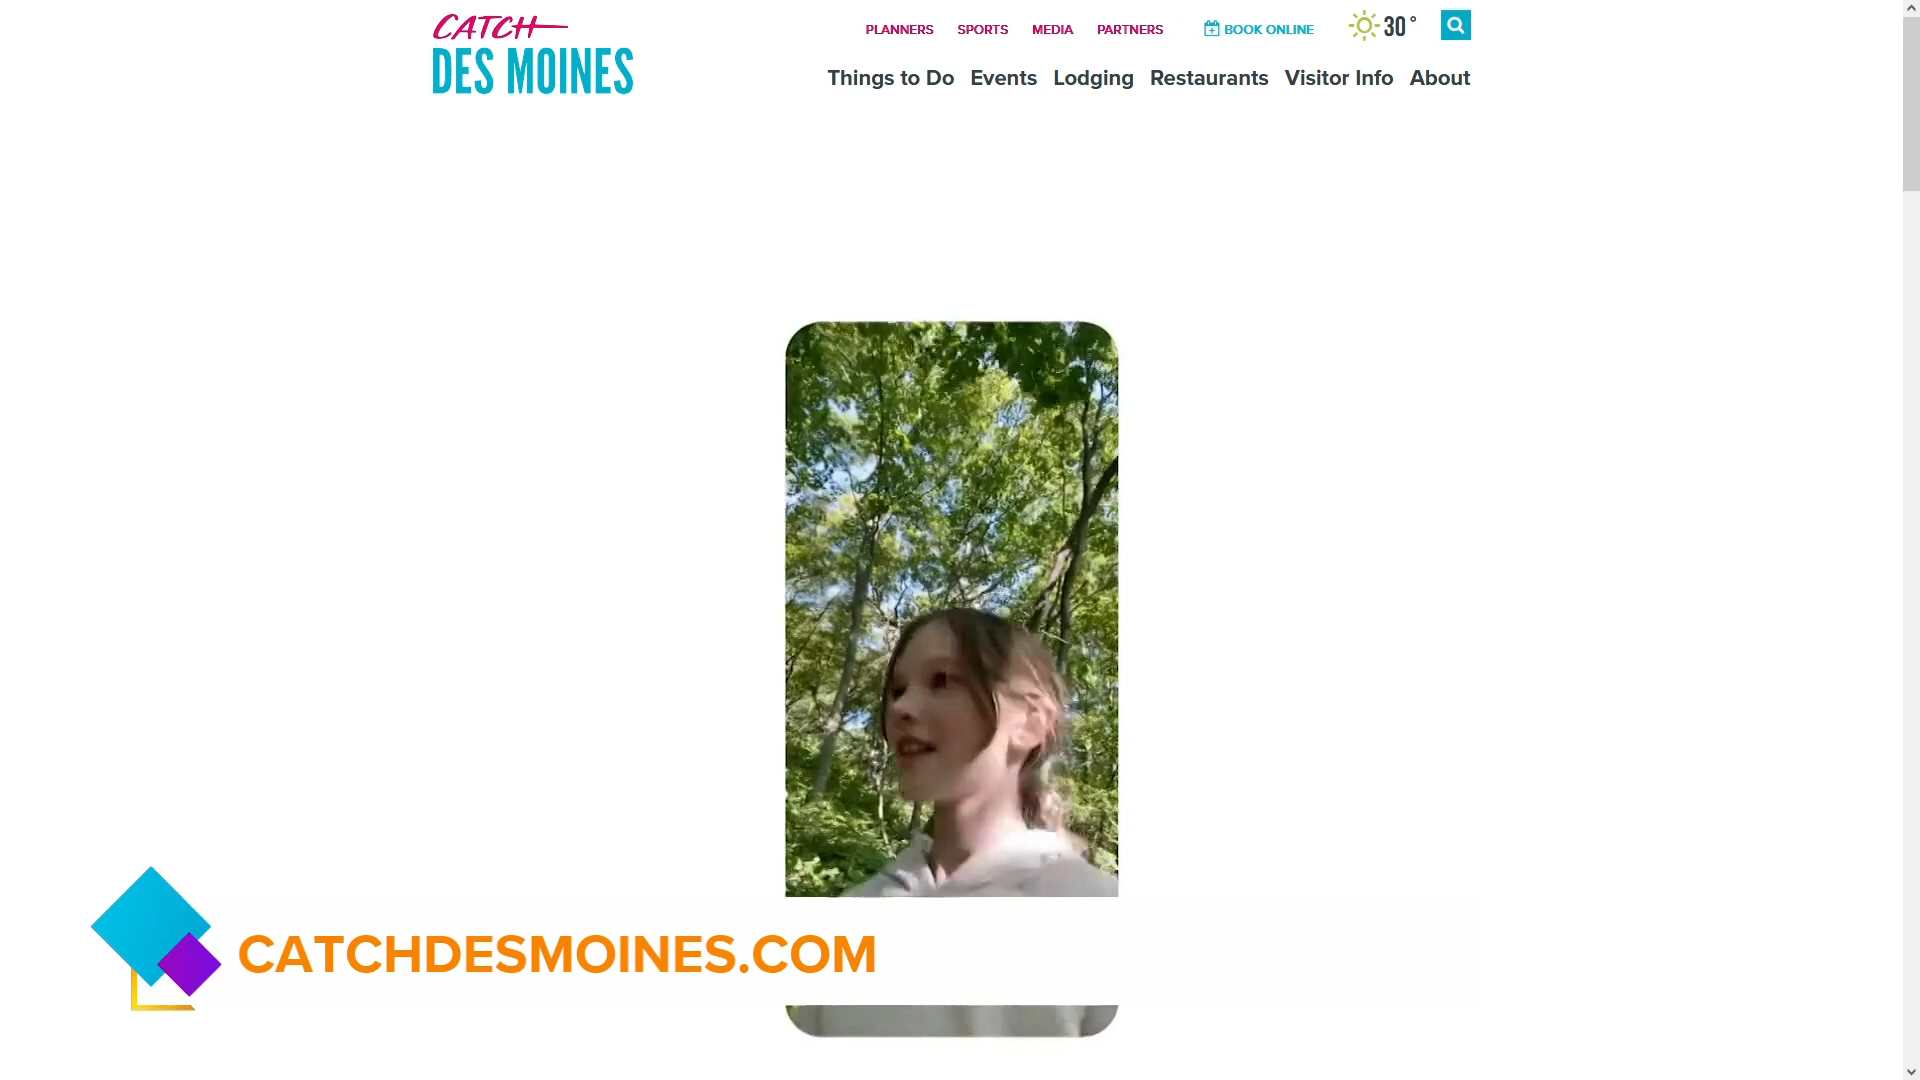 CATCH
DES MOINES
PLANNERS SPORTS MEDIA PARTNERS BOOK ONLINE 30°
Things to Do Events Lodging Restaurants Visitor Info About
CATCHDESMOINES.COM